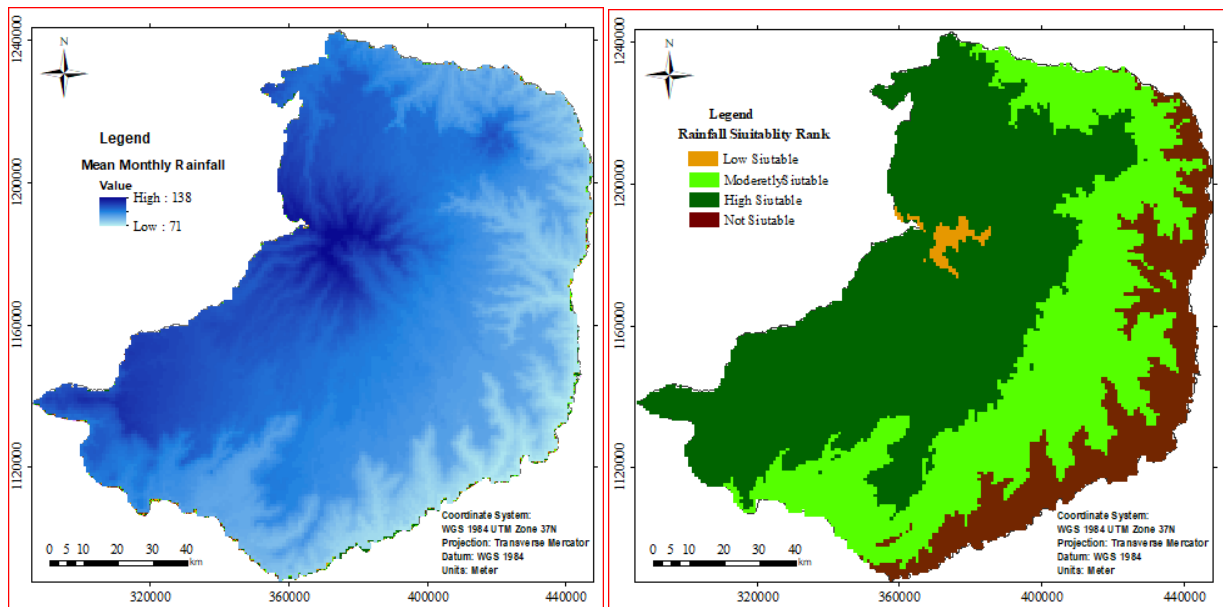 N
Legend
Mean Monthly Rainfall
Value
High : 138
Low : 71
1240000
1200000
1160000
1120000
Coordinate System:
WGS 1984 UTM Zone 37N
Projection: Transverse Mercator
Datum: WGS 1984
Units: Meter
0 5 10 20 30 40
km
320000 360000 400000 440000
N
Legend
Rainfall Siuitablity Rank
Low Siutable
ModeretlySiutable
High Siutable
Not Siutable
1240000
1200000
1160000
1120000
Coordinate System:
WGS 1984 UTM Zone 37N
Projection: Transverse Mercator
Datum: WGS 1984
Units: Meter
0 5 10 20 30 40
km
320000 360000 400000 440000